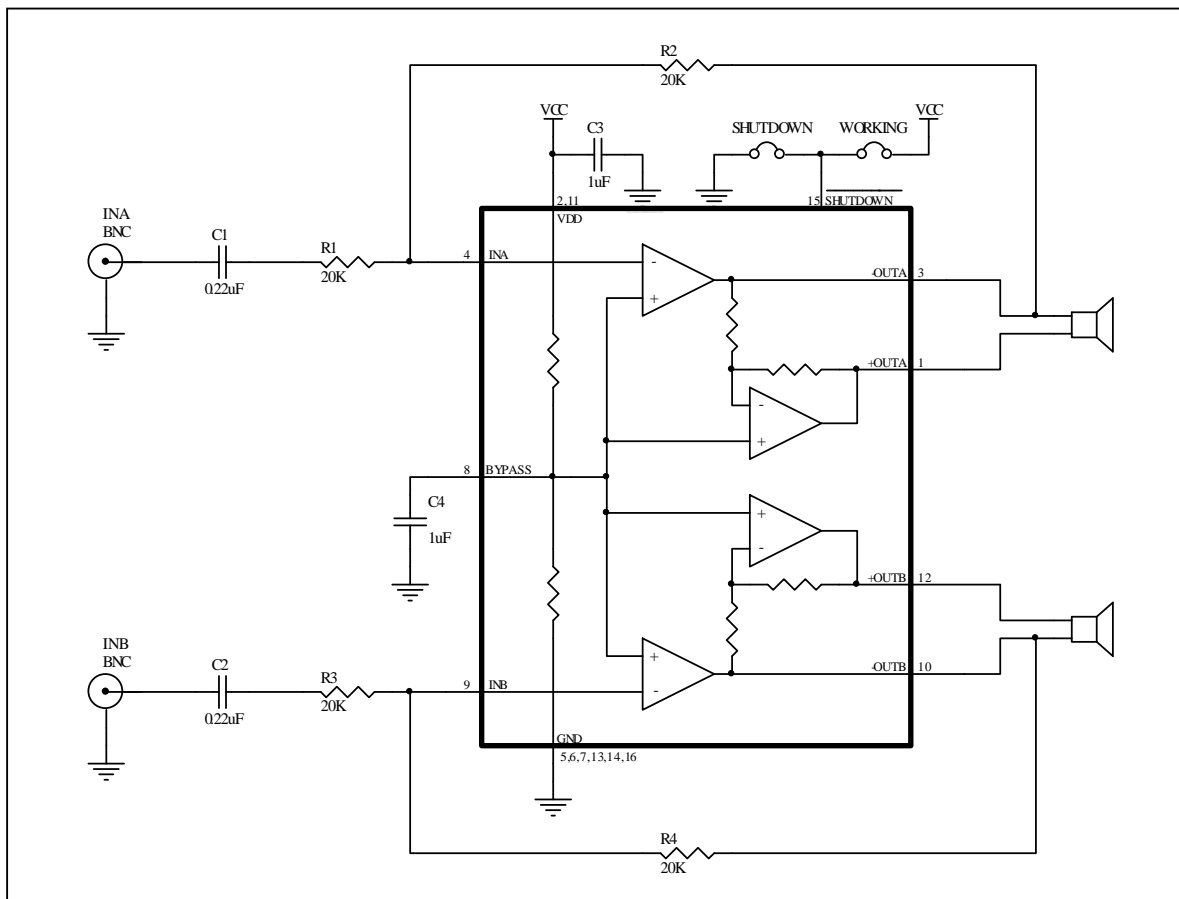 R2
20K
VCC
C3
1uF
SHUTDOWN
WORKING
VCC
2,11
VDD
15
SHUTDOWN
INA
BNC
C1
0.22uF
R1
20K
4
INA
-
+
-OUTA
3
+OUTA
1
-
+
8
BYPASS
C4
1uF
+
-
+OUTB
12
INB
BNC
C2
0.22uF
R3
20K
9
INB
+
-
-OUTB
10
GND
5,6,7,13,14,16
R4
20K